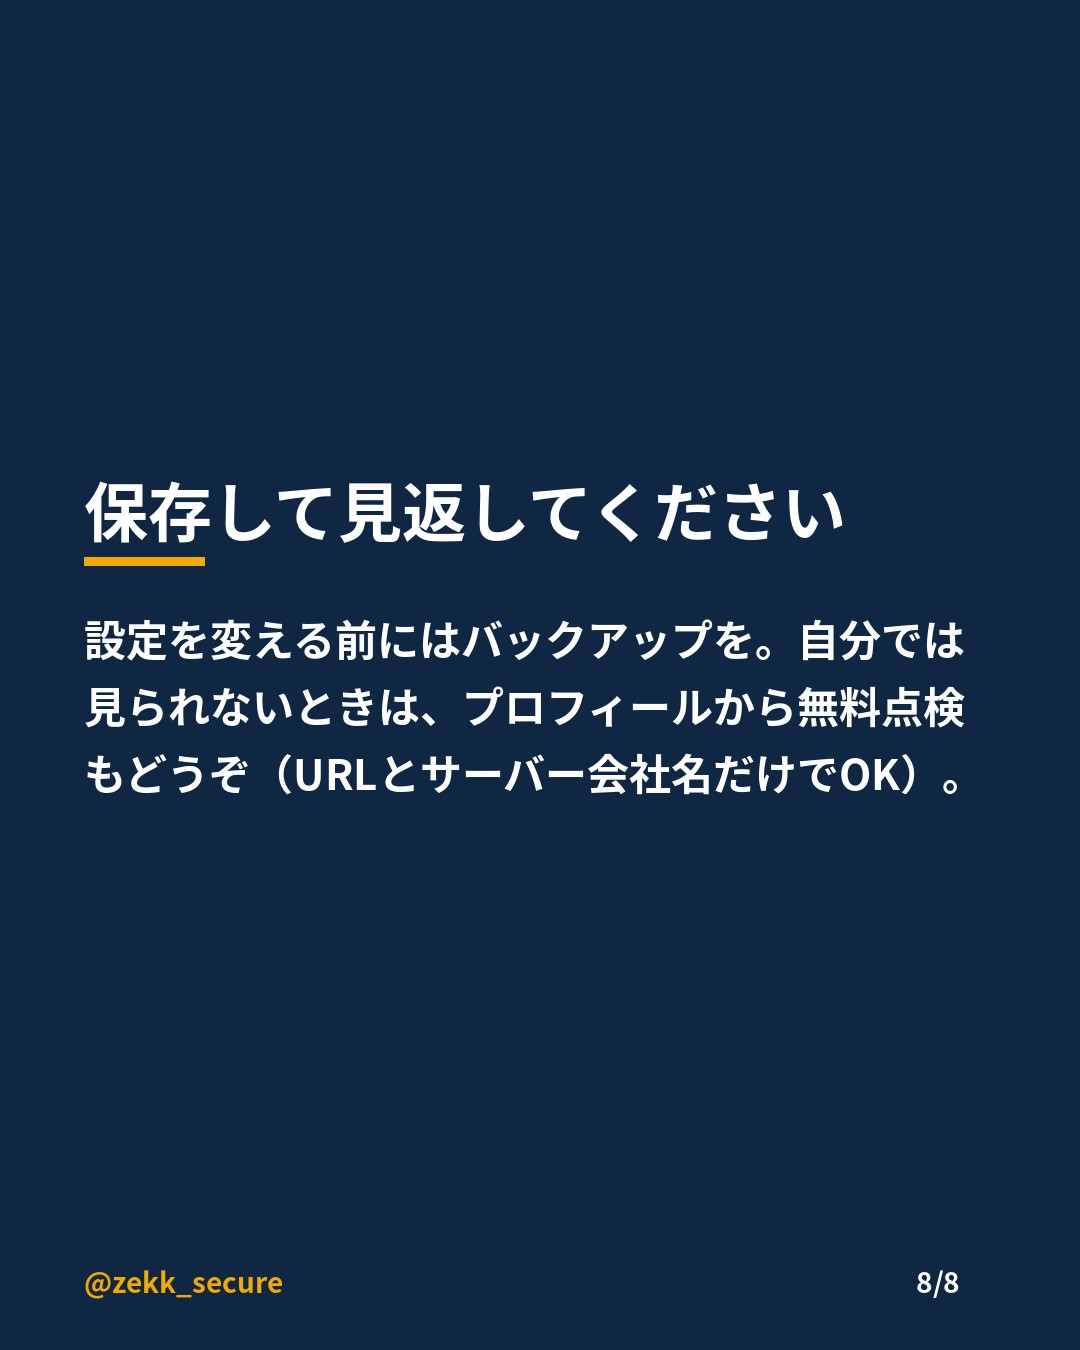 保存して見返してください
設定を変える前にはバックアップを。自分では
見られないときは、プロフィールから無料点検
もどうぞ（URLとサーバー会社名だけでOK）。
@zekk_secure
8/8